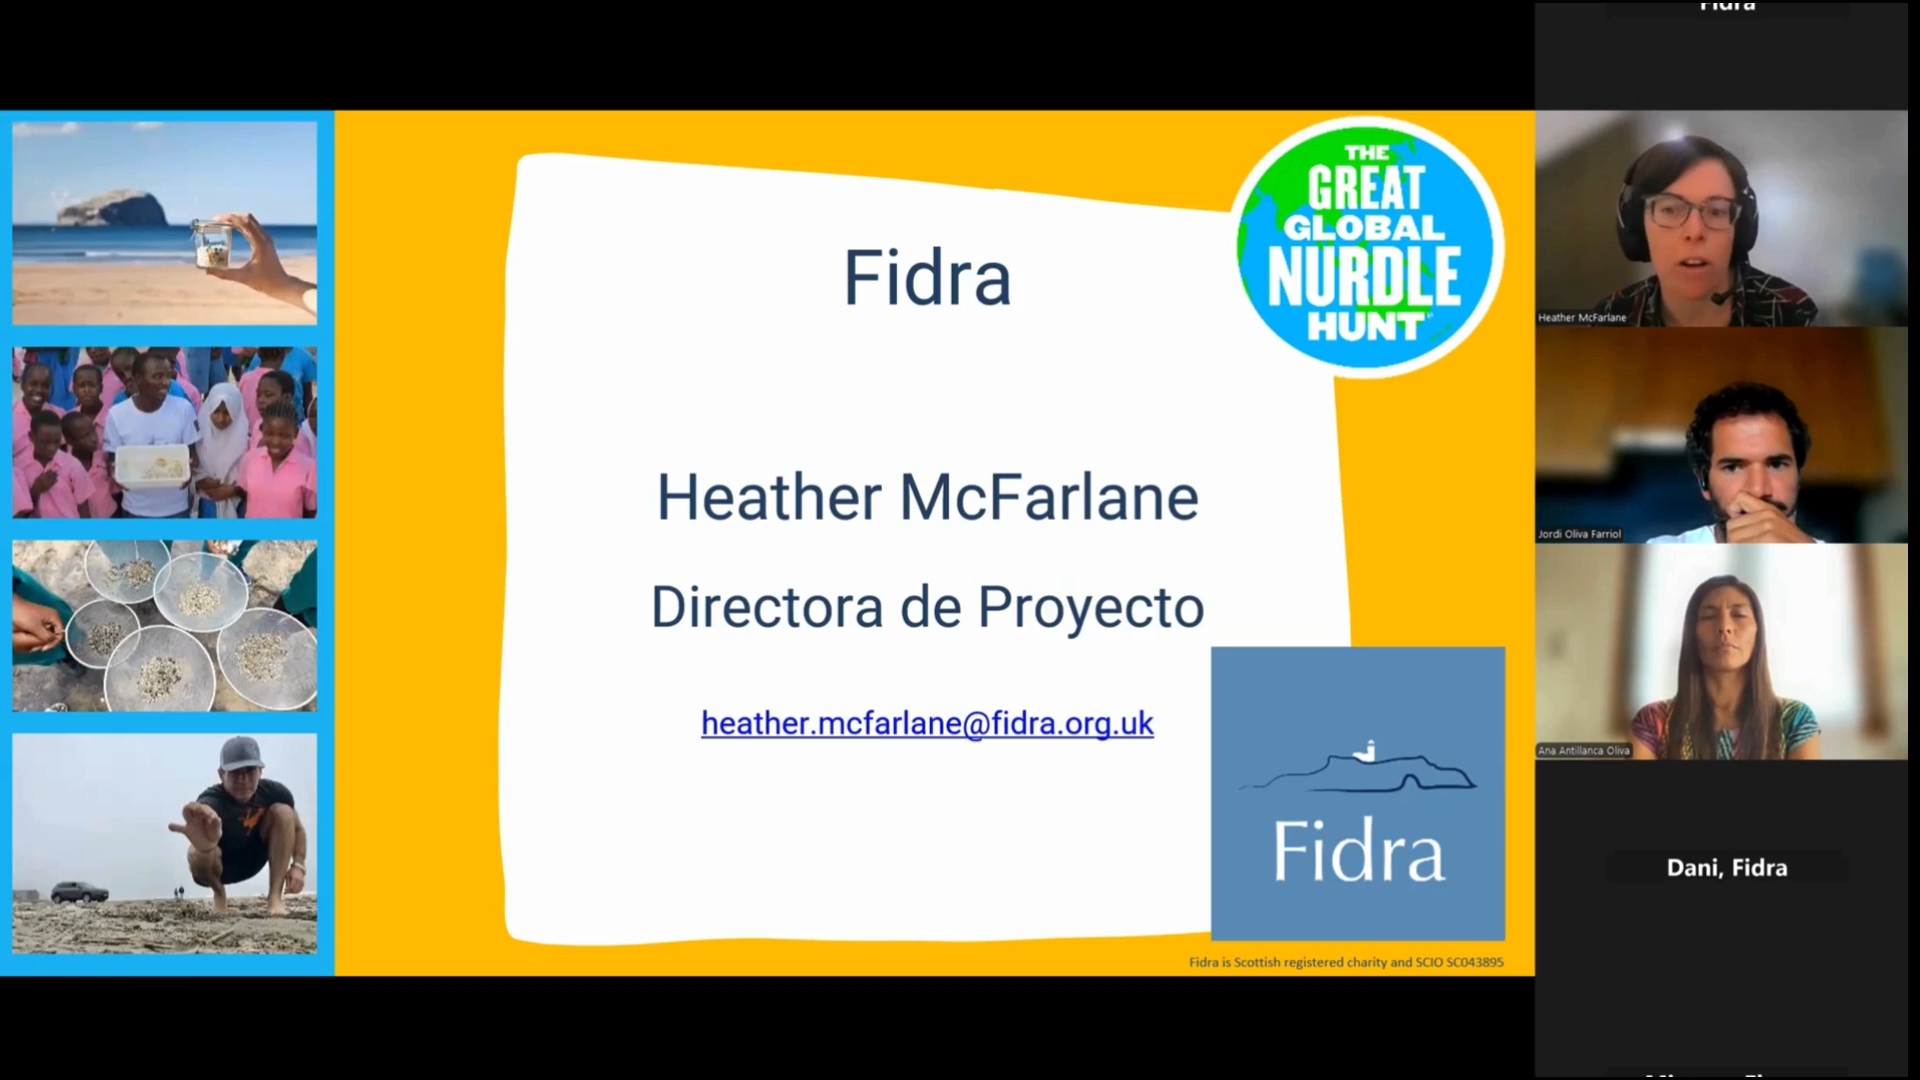 Fidra
THE
GREAT
GLOBAL
NURDLE
HUNT
Fidra
Heather McFarlane
Directora de Proyecto
heather.mcfarlane@fidra.org.uk
Fidra
Fidra is Scottish registered charity and SCIO SC043895
Heather McFarlane
Jordi Oliva Farriol
Ana Antillanca Oliva
Dani, Fidra